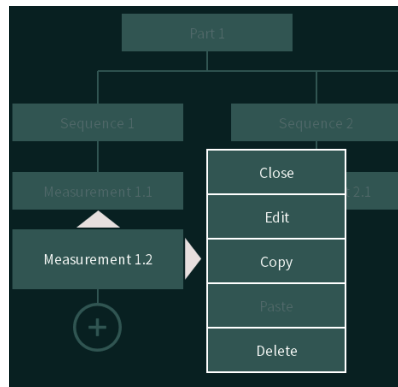 Part 1
Sequence 1
Sequence 2
Measurement 1.1
2.1
Measurement 1.2
Close
Edit
Copy
Paste
Delete